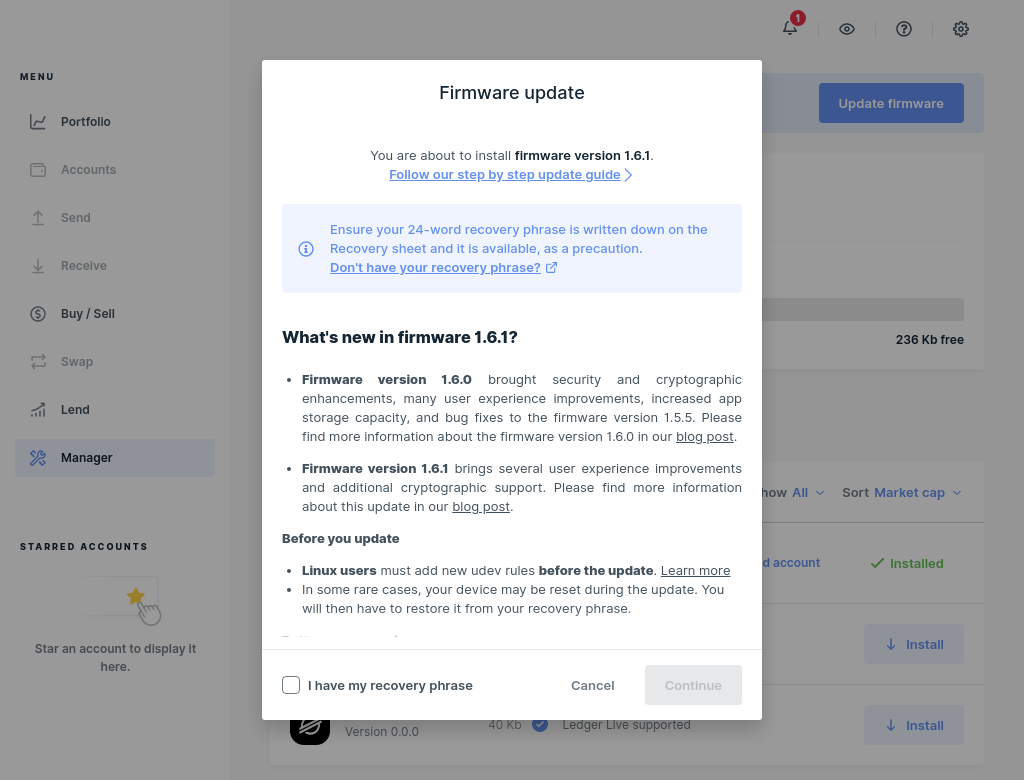 1
MENU
Portfolio
Accounts
Send
Receive
Buy / Sell
Swap
Lend
Manager
STARRED ACCOUNTS
Star an account to display it
here.
Update firmware
236 Kb free
All
Sort Market cap
account
Installed
Install
Install
Version 0.0.0
40 Kb
Ledger Live supported
Firmware update
You are about to install firmware version 1.6.1.
Follow our step by step update guide
Ensure your 24-word recovery phrase is written down on the
Recovery sheet and it is available, as a precaution.
Don't have your recovery phrase?
What's new in firmware 1.6.1?
• Firmware version 1.6.0 brought security and cryptographic
enhancements, many user experience improvements, increased app
storage capacity, and bug fixes to the firmware version 1.5.5. Please
find more information about the firmware version 1.6.0 in our blog post.
• Firmware version 1.6.1 brings several user experience improvements
and additional cryptographic support. Please find more information
about this update in our blog post.
Before you update
• Linux users must add new udev rules before the update. Learn more
• In some rare cases, your device may be reset during the update. You
will then have to restore it from your recovery phrase.
I have my recovery phrase
Cancel
Continue